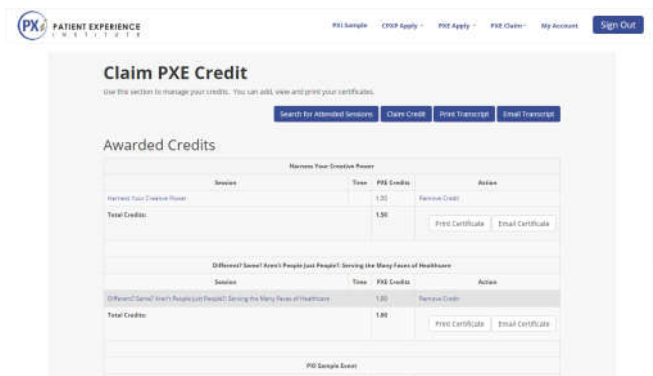 PX
PATIENT EXPERIENCE
INSTITUTE
PXI Sample
CPXP Apply
PXE Apply
PXE Claim
My Account
Sign Out
Claim PXE Credit
Use this section to manage your credits. You can add, view and print your certificates.
Search for Attended Sessions
Claim Credit
Print Transcript
Email Transcript
Awarded Credits
Harness Your Creative Power
Session Time PXE Credits Action
Harness Your Creative Power Remove Credit
Total Credits: 1.50
Print Certificate Email Certificate
Different? Same? Aren't People Just People?: Serving the Many Faces of Healthcare
Session Time PXE Credits Action
Different? Same? Aren't People Just People?: Serving the Many Faces of Healthcare 1.00 Remove Credit
Total Credits: 1.00
Print Certificate Email Certificate
PXI Sample Event